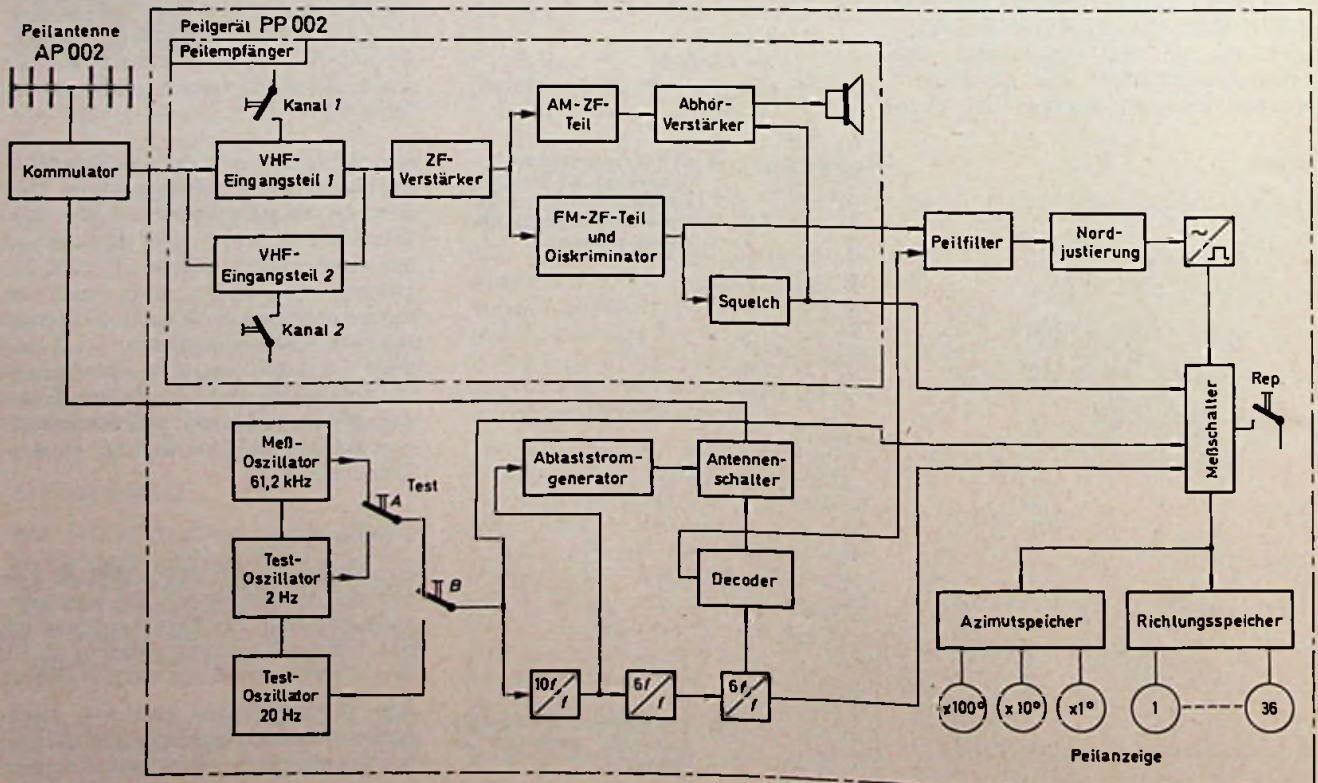 Peilantenne
AP 002
Peilgerät PP 002
Peilempfänger
Kanal 1
Kommulator
VHF-
Eingangsteil 1
ZF-
Verstärker
AM-ZF-
Teil
Abhör-
Verstärker
VHF-
Eingangsteil 2
Kanal 2
FM-ZF-Teil
und
Diskriminator
Squelch
Peilfilter
Nord-
justierung
Meßschalter
Rep
Meß-
Oszillator
61,2 kHz
A
Test
Test-
Oszillator
2 Hz
B
Test-
Oszillator
20 Hz
Abtaststrom-
generator
Antennen-
schalter
Decoder
10f/f
6f/f
6f/f
Azimutspeicher
Richtungsspeicher
x100°
x10°
x1°
1
36
Peilanzeige